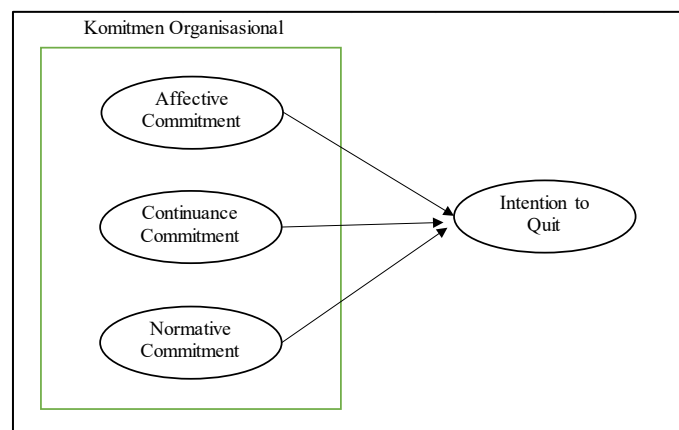 Komitmen Organisasional
Affective
Commitment
Continuance
Commitment
Intention to
Quit
Normative
Commitment